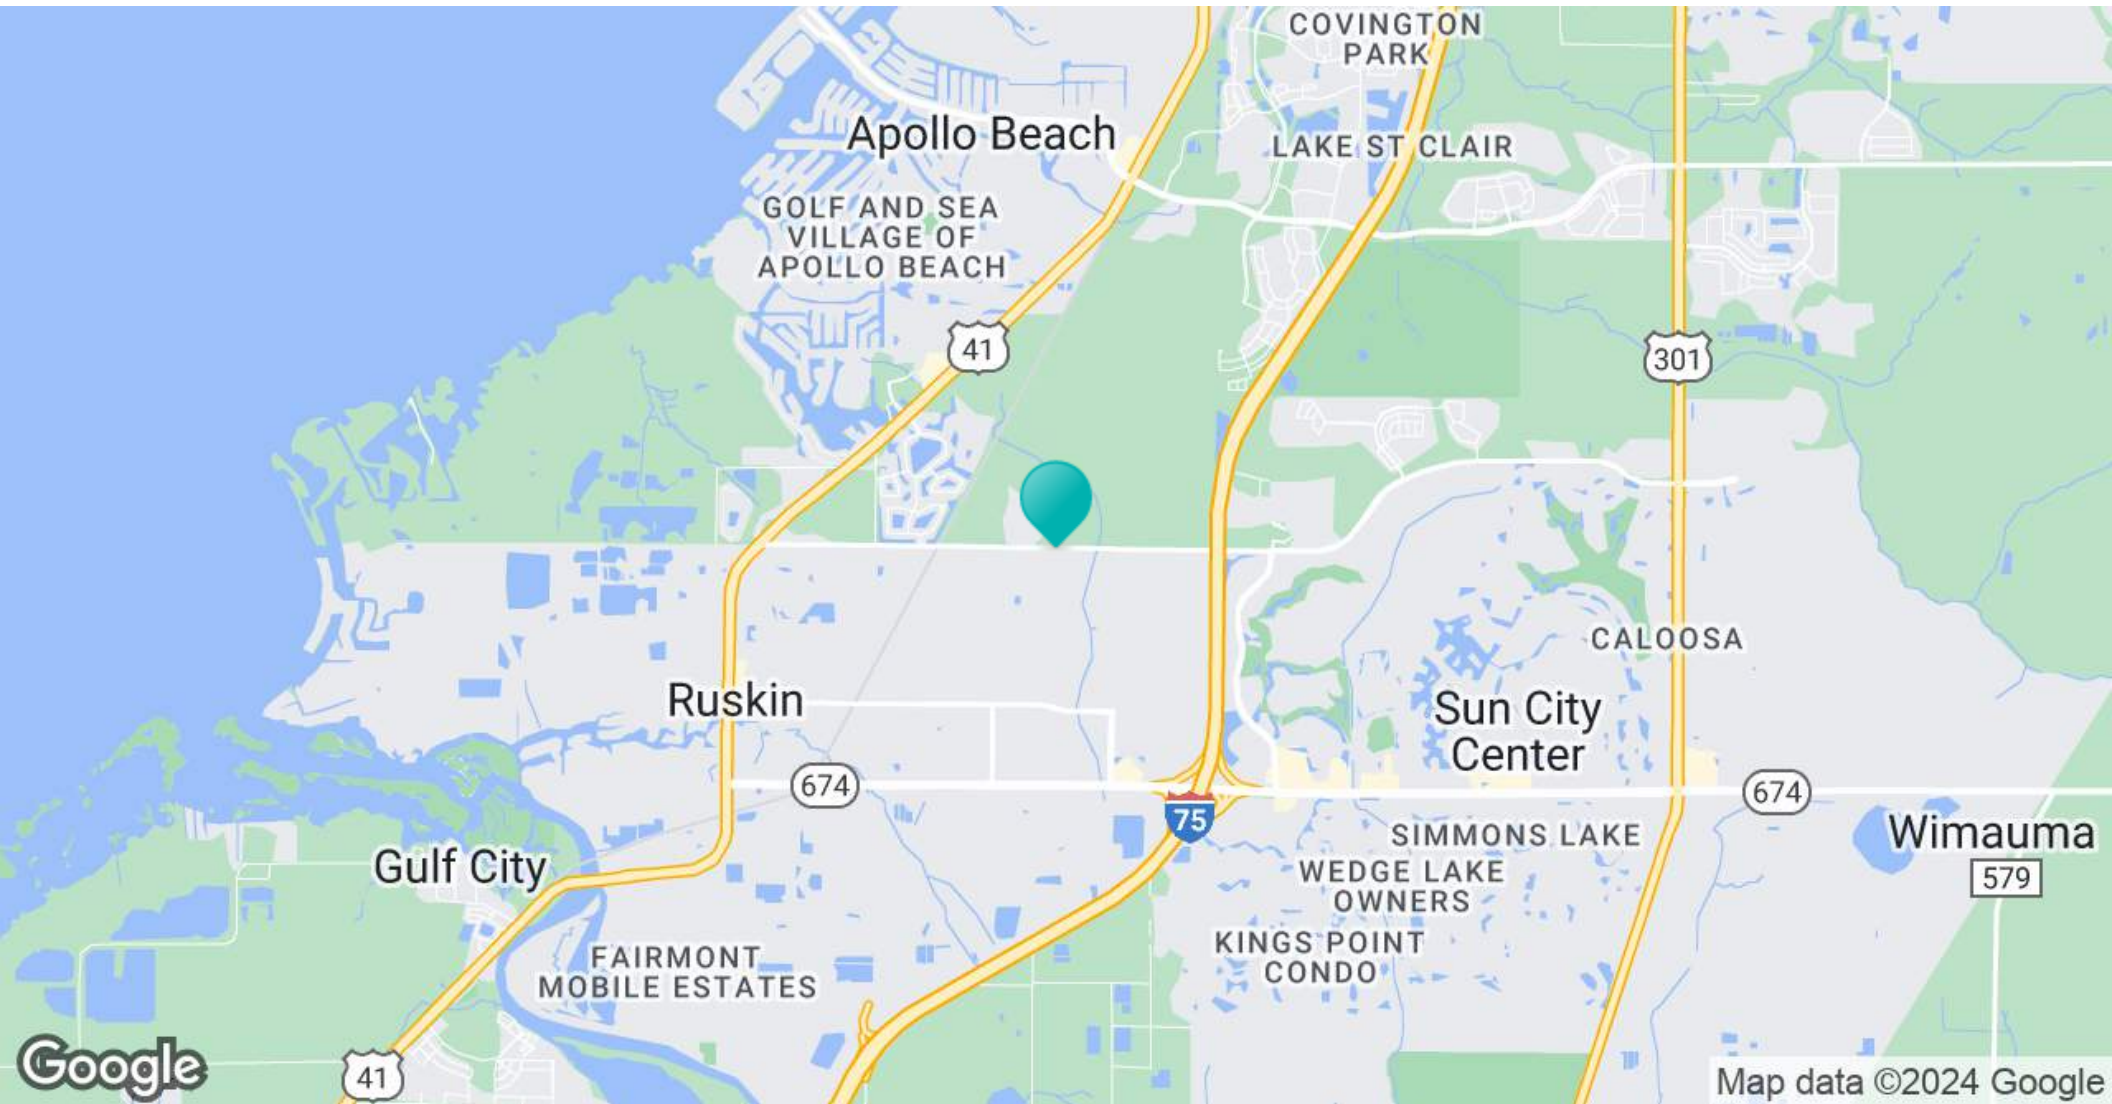 COVINGTON
PARK
Apollo Beach
LAKE ST CLAIR
GOLF AND SEA
VILLAGE OF
APOLLO BEACH
41
301
CALOOSA
Ruskin
Sun City
Center
674
674
75
SIMMONS LAKE
Wimauma
Gulf City
WEDGE LAKE
OWNERS
579
KINGS POINT
CONDO
FAIRMONT
MOBILE ESTATES
Google
41
Map data ©2024 Google